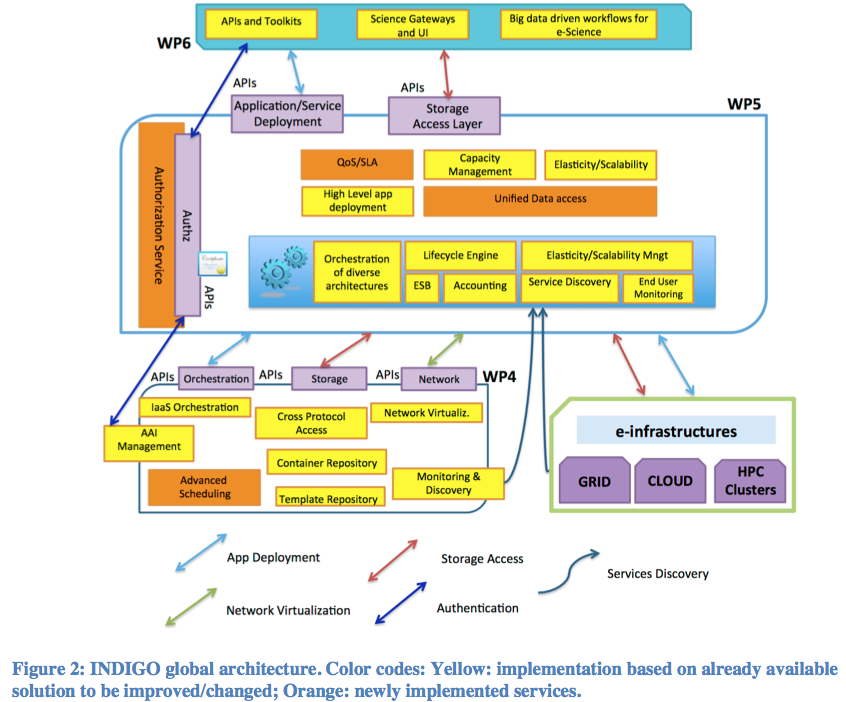 WP6
APIs and Toolkits
Science Gateways
and UI
Big data driven workflows for
e-Science
APIs
APIs
Application/Service
Deployment
Storage
Access Layer
WP5
Authorization Service
Authz
APIs
QoS/SLA
Capacity
Management
Elasticity/Scalability
High Level app
deployment
Unified Data access
Orchestration
of diverse
architectures
Lifecycle Engine
Elasticity/Scalability Mngt
ESB
Accounting
Service Discovery
End User
Monitoring
APIs
Orchestration
APIs
Storage
APIs
Network
WP4
IaaS Orchestration
Cross Protocol
Access
Network Virtualiz.
AAI
Management
Container Repository
Advanced
Scheduling
Monitoring &
Discovery
Template Repository
e-infrastructures
GRID
CLOUD
HPC
Clusters
App Deployment
Storage Access
Services Discovery
Network Virtualization
Authentication
Figure 2: INDIGO global architecture. Color codes: Yellow: implementation based on already available
solution to be improved/changed; Orange: newly implemented services.